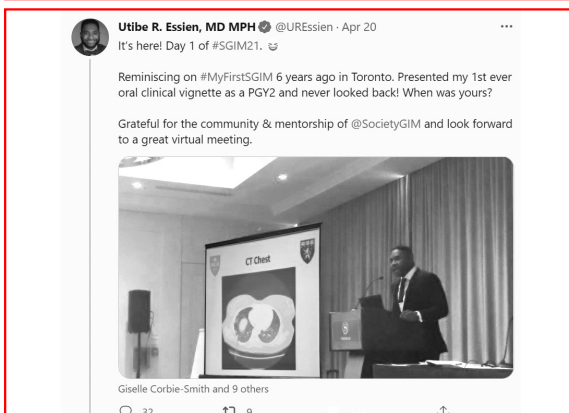 Utibe R. Essien, MD MPH @UREssien · Apr 20
It's here! Day 1 of #SGIM21.
Reminiscing on #MyFirstSGIM 6 years ago in Toronto. Presented my 1st ever
oral clinical vignette as a PGY2 and never looked back! When was yours?
Grateful for the community & mentorship of @SocietyGIM and look forward
to a great virtual meeting.
CT Chest
Giselle Corbie-Smith and 9 others
32 9